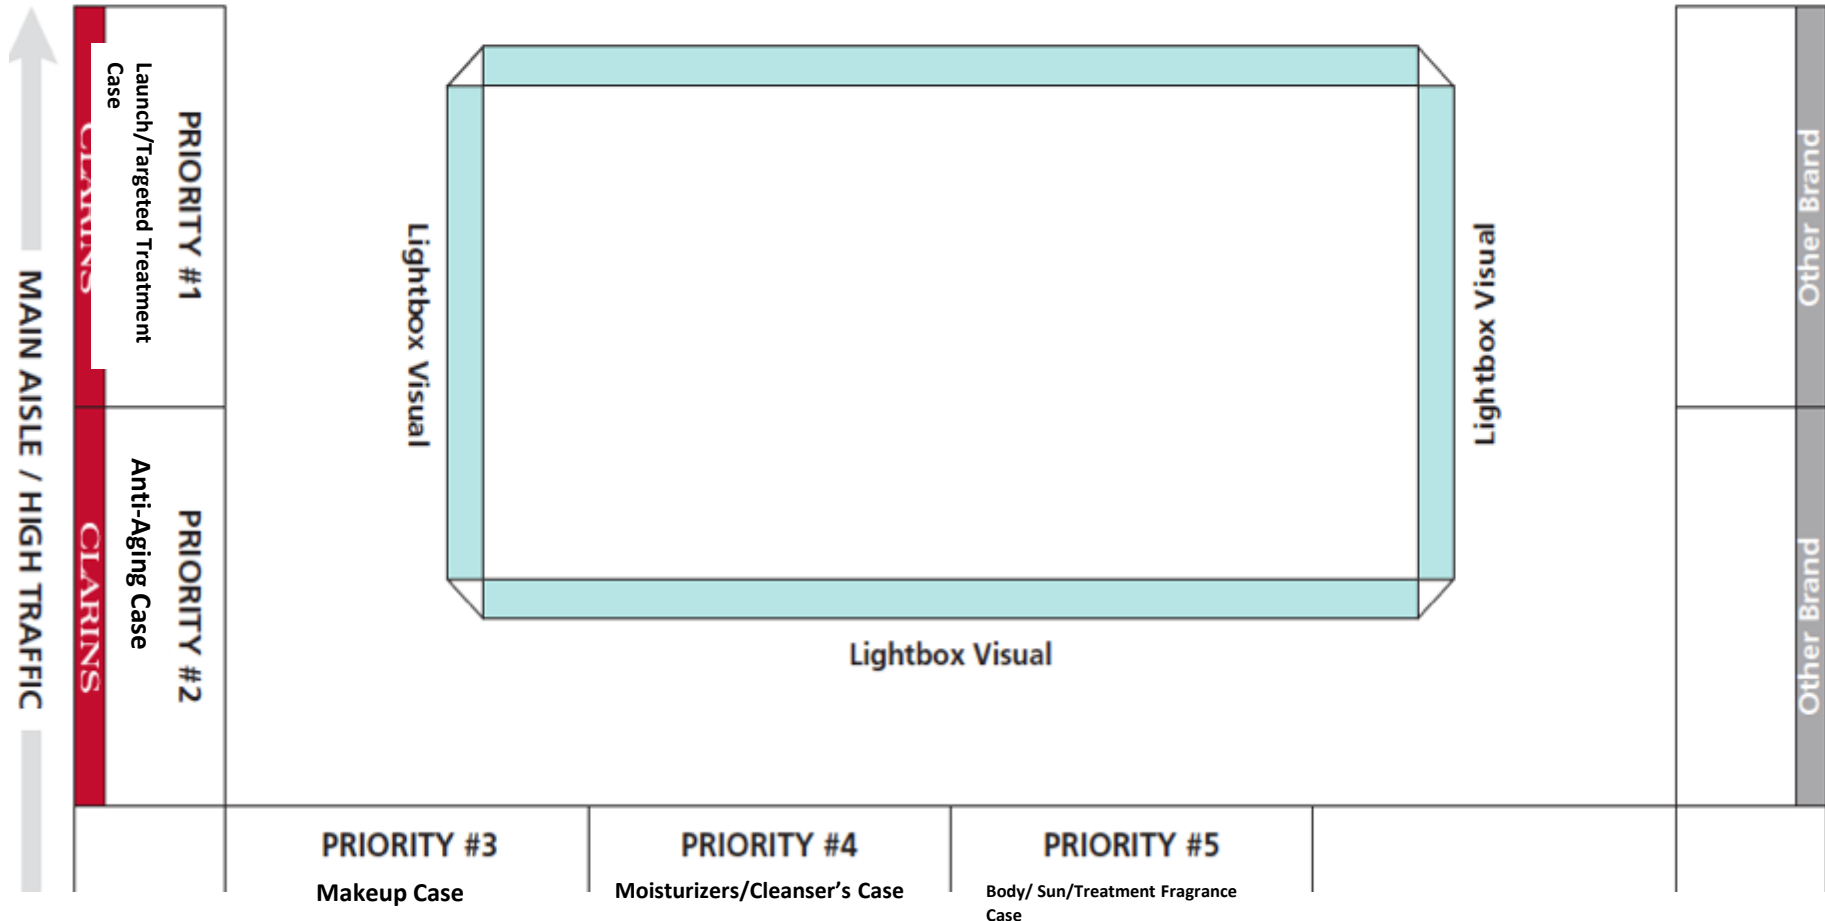 MAIN AISLE / HIGH TRAFFIC
CLARINS
Launch/Targeted Treatment
Case
PRIORITY #1
CLARINS
Anti-Aging Case
PRIORITY #2
Lightbox Visual
Lightbox Visual
Lightbox Visual
Other Brand
Other Brand
PRIORITY #3
Makeup Case
PRIORITY #4
Moisturizers/Cleanser’s Case
PRIORITY #5
Body/ Sun/Treatment Fragrance
Case